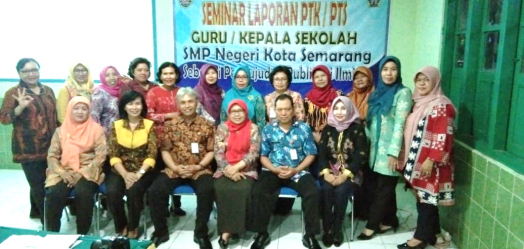 SEMINAR LAPORAN PTK / PTS
GURU / KEPALA SEKOLAH
SMP Negeri Kota Semarang